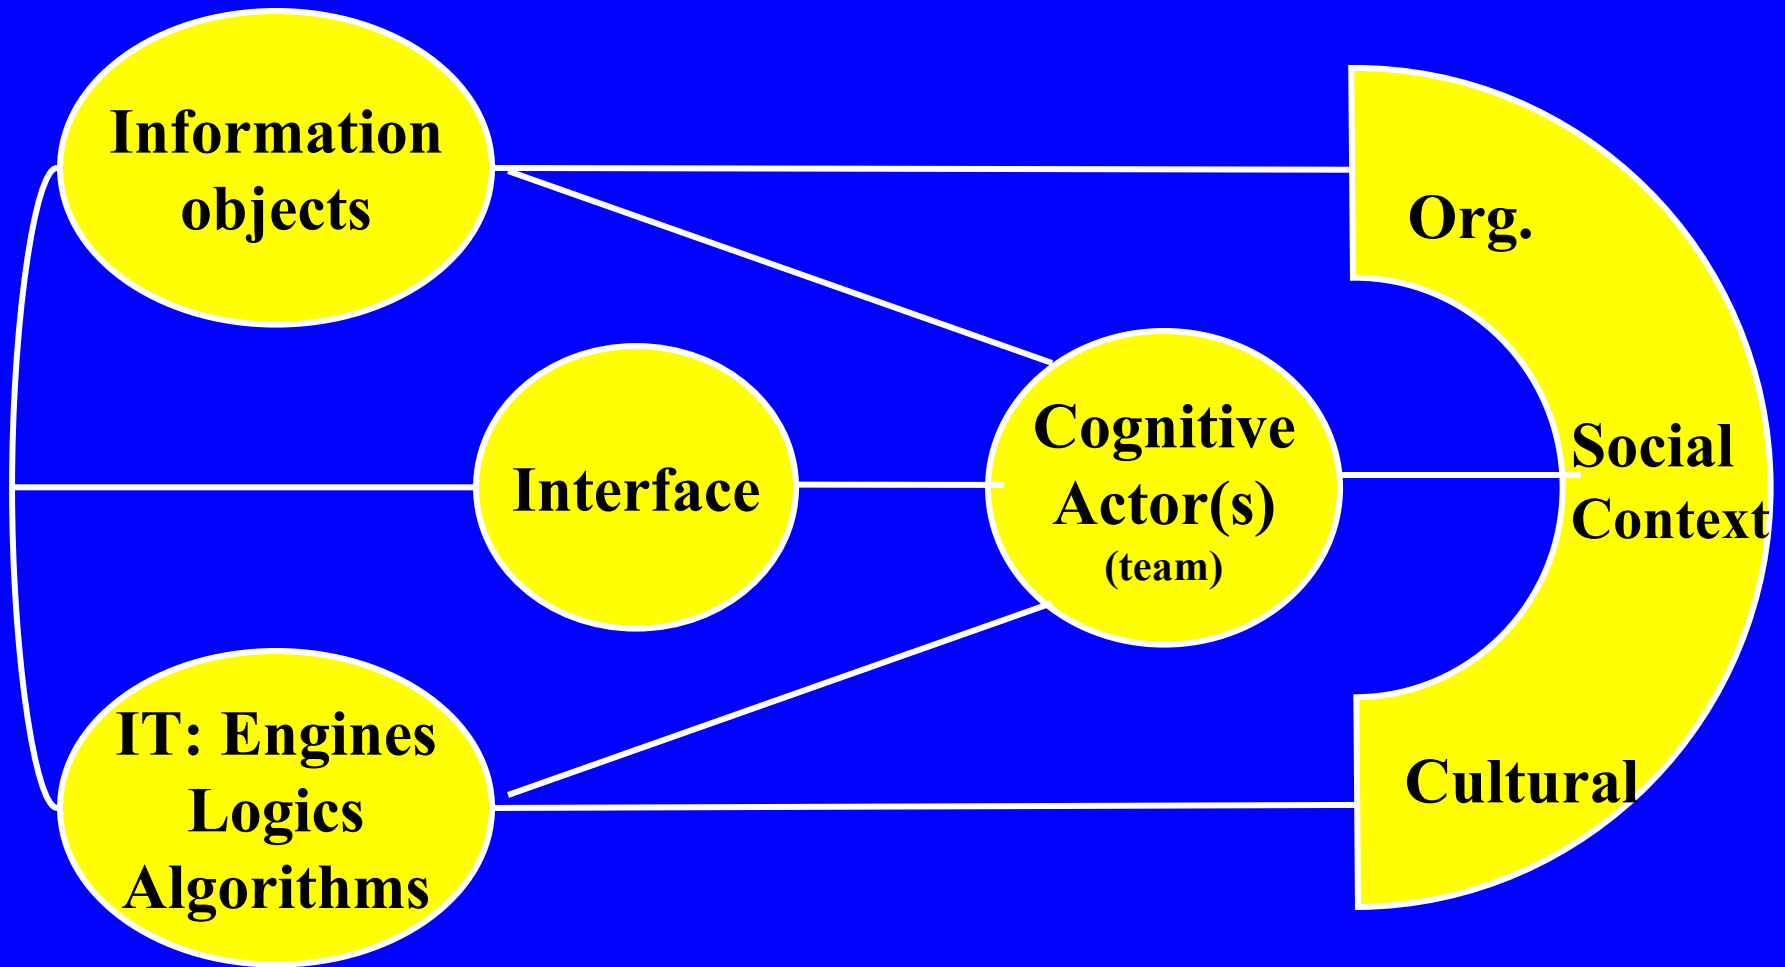 Information
objects
Org.
Interface
Cognitive
Actor(s)
(team)
Social
Context
IT: Engines
Logics
Algorithms
Cultural